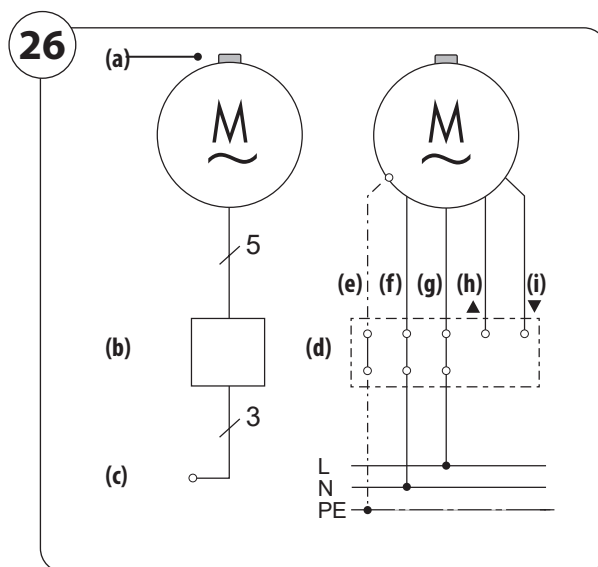 26
(a)
M
~
M
~
5
(e) (f) (g) (h) (i)
▲ ▼
(b)
(d)
3
(c)
L
N
PE